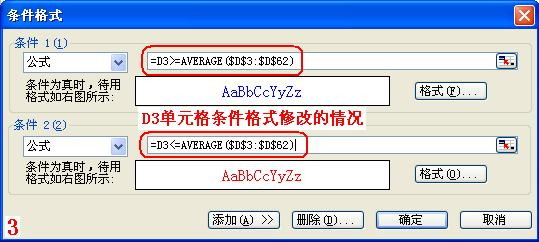 条件格式
条件 1(1)
公式
=D3>=AVERAGE($D$3:$D$62)
条件为真时，待用
格式如右图所示:
AaBbCcYyZz
格式(F)...
D3单元格条件格式修改的情况
条件 2(2)
公式
=D3<=AVERAGE($D$3:$D$62)
条件为真时，待用
格式如右图所示:
AaBbCcYyZz
格式(O)...
3
添加(A) >>
删除(D)...
确定
取消